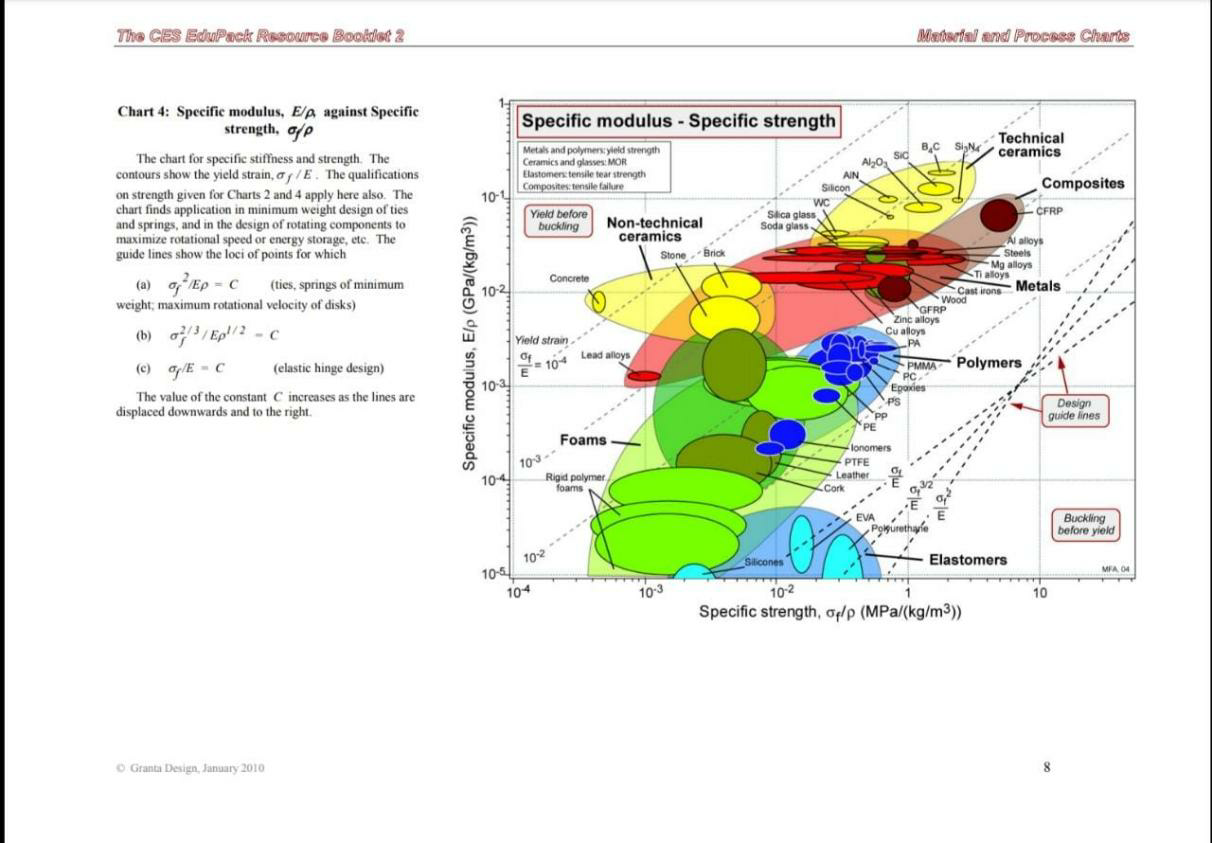 The CES EduPack Resource Booklet 2
Material and Process Charts
Chart 4: Specific modulus, E/ρ, against Specific
strength, σf/ρ
The chart for specific stiffness and strength. The
contours show the yield strain, σf / E . The qualifications
on strength given for Charts 2 and 4 apply here also. The
chart finds application in minimum weight design of ties
and springs, and in the design of rotating components to
maximize rotational speed or energy storage, etc. The
guide lines show the loci of points for which
(a) σf²/Eρ = C (ties, springs of minimum
weight; maximum rotational velocity of disks)
(b) σf^2/3 / Eρ^1/2 = C
(c) σf/E = C (elastic hinge design)
The value of the constant C increases as the lines are
displaced downwards and to the right.
Specific modulus - Specific strength
Metals and polymers: yield strength
Ceramics and glasses: MOR
Elastomers: tensile tear strength
Composites: tensile failure
Yield before
buckling
Non-technical
ceramics
Technical
ceramics
Composites
CFRP
B4C
Si3N4
SiC
Al2O3
AlN
Silicon
WC
Silica glass
Soda glass
Stone
Brick
Concrete
Al alloys
Steels
Mg alloys
Ti alloys
Metals
Cast irons
Wood
GFRP
Zinc alloys
Cu alloys
Yield strain
σf
E = 10-4
Lead alloys
PA
Polymers
PMMA
PC
Epoxies
PS
PP
PE
Design
guide lines
Foams
Ionomers
PTFE
Leather
Cork
10-3
Rigid polymer
foams
σf
E
σf 3/2
E
σf 2
E
EVA
Polyurethane
Buckling
before yield
10-2
Silicones
Elastomers
MFA, 04
1
10-1
10-2
10-3
10-4
10-5
Specific modulus, E/ρ (GPa/(kg/m3))
10-4
10-3
10-2
1
10
Specific strength, σf/ρ (MPa/(kg/m3))
© Granta Design, January 2010
8